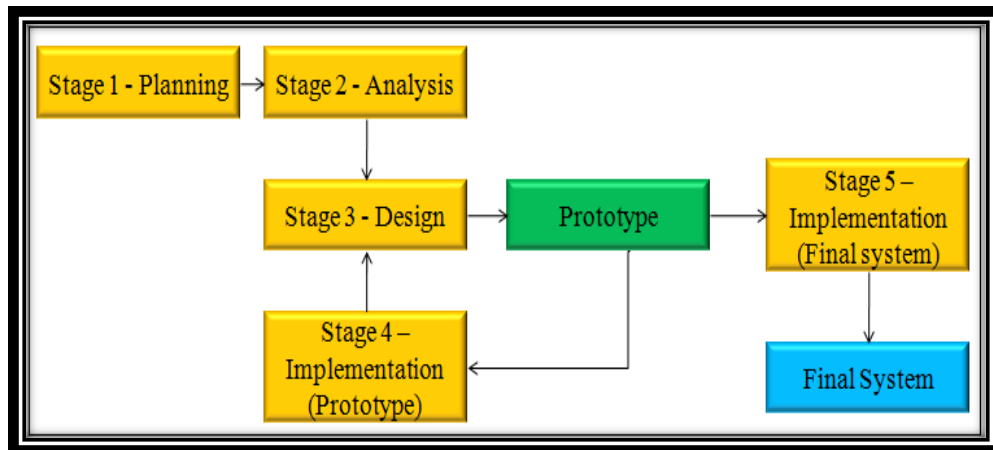 Stage 1 - Planning
Stage 2 - Analysis
Stage 3 - Design
Prototype
Stage 5 –
Implementation
(Final system)
Stage 4 –
Implementation
(Prototype)
Final System